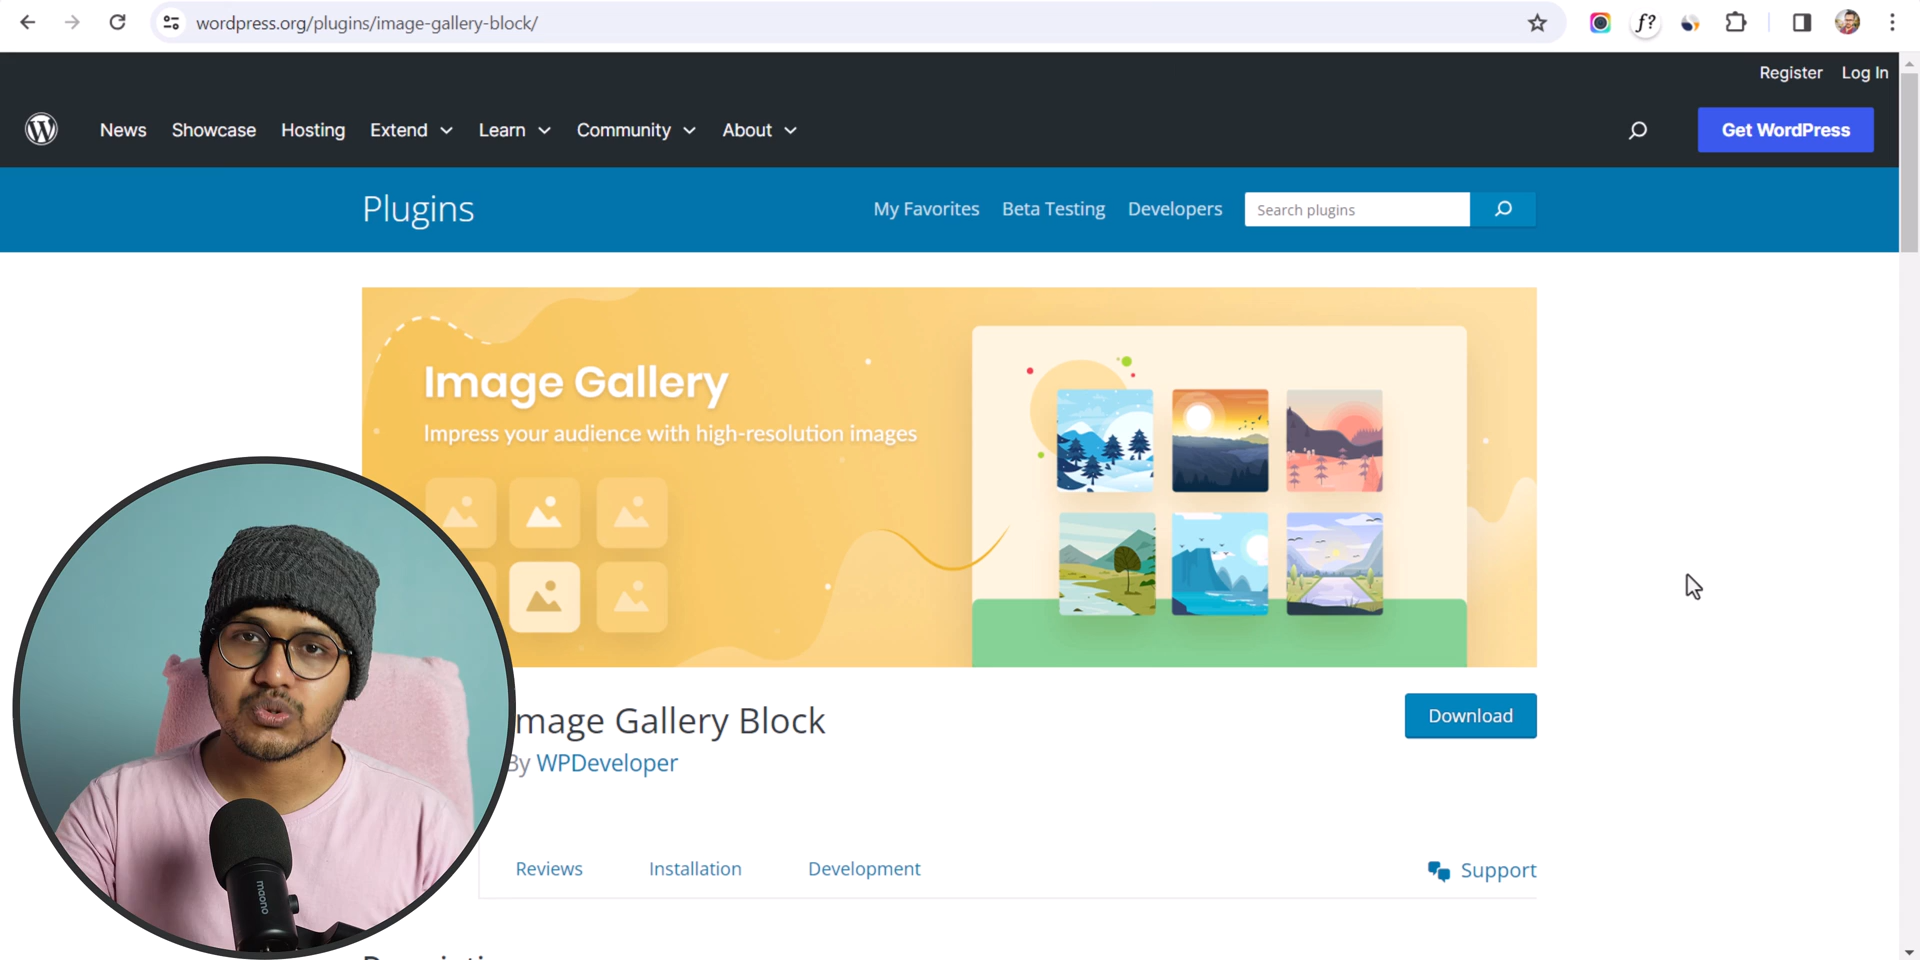 wordpress.org/plugins/image-gallery-block/
Register Log In
News Showcase Hosting Extend Learn Community About
Get WordPress
Plugins
My Favorites Beta Testing Developers Search plugins
Image Gallery
Impress your audience with high-resolution images
mage Gallery Block
Download
By WPDeveloper
Reviews Installation Development
Support
maono